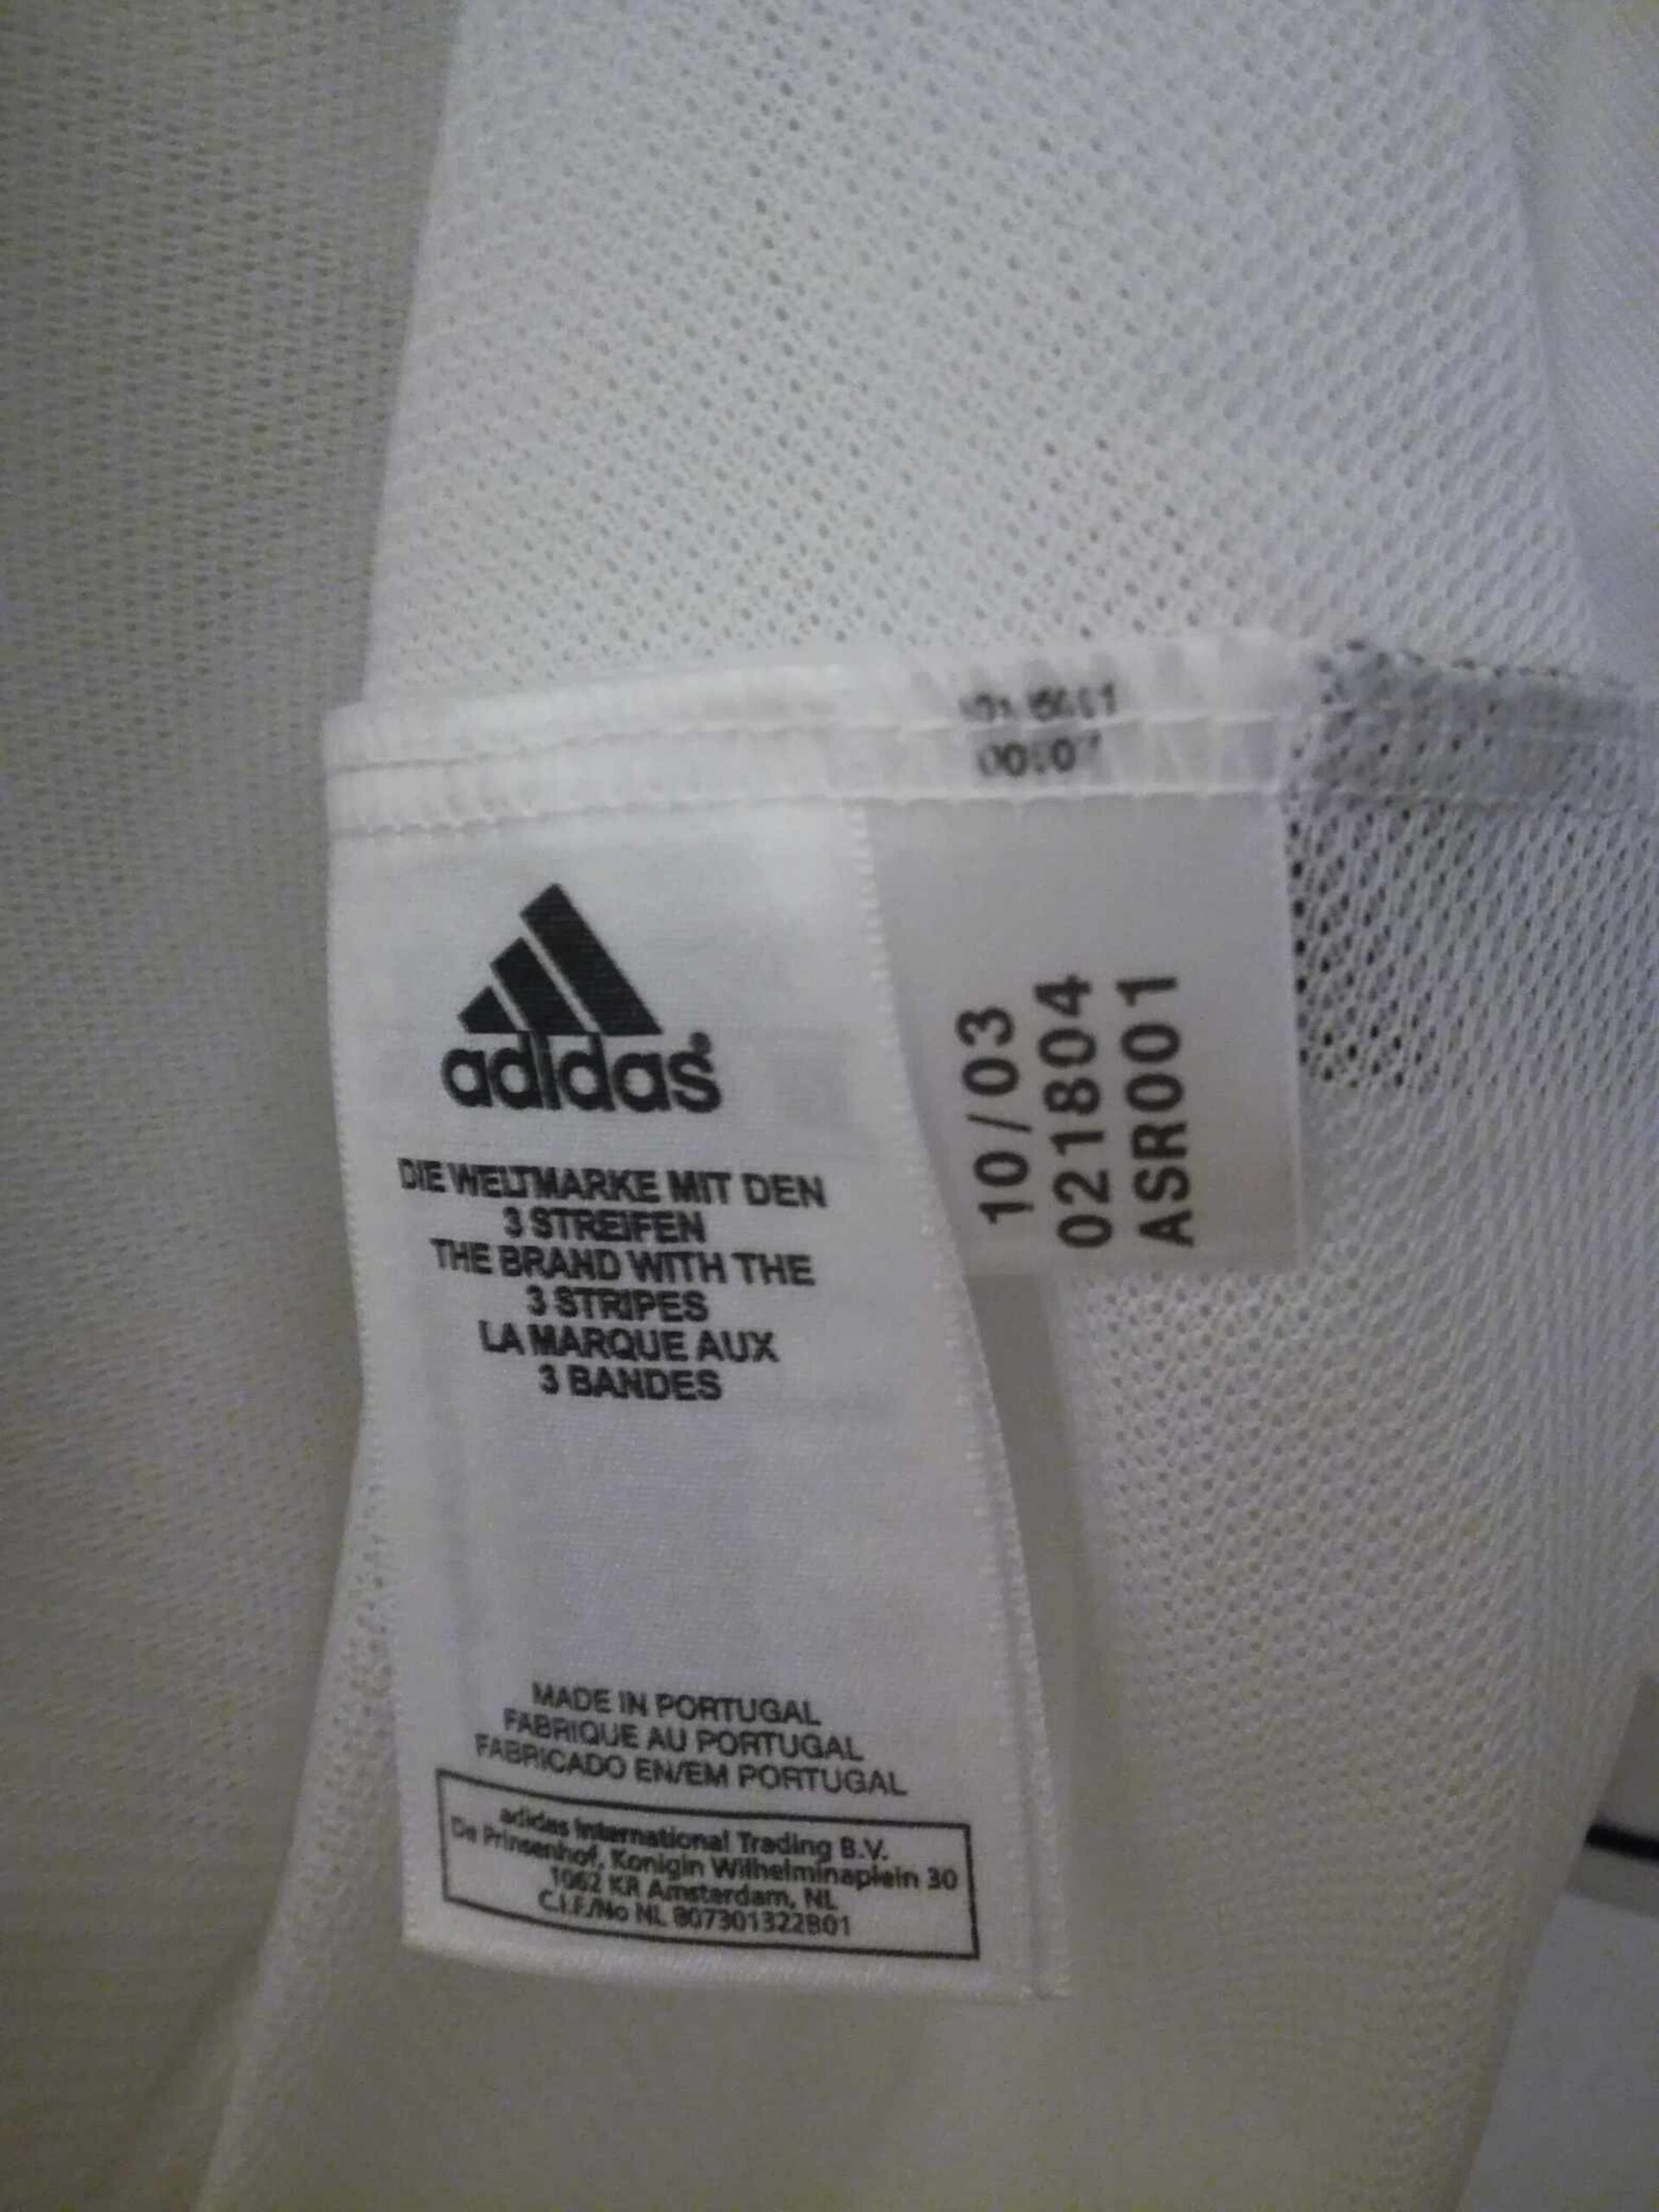 adidas®
DIE WELTMARKE MIT DEN
3 STREIFEN
THE BRAND WITH THE
3 STRIPES
LA MARQUE AUX
3 BANDES
MADE IN PORTUGAL
FABRIQUE AU PORTUGAL
FABRICADO EN/EM PORTUGAL
adidas International Trading B.V.
De Prinsenhof, Konigin Wilhelminaplein 30
1062 KR Amsterdam, NL
C.I.F./No NL 807301322B01
10/03
021804
ASR001